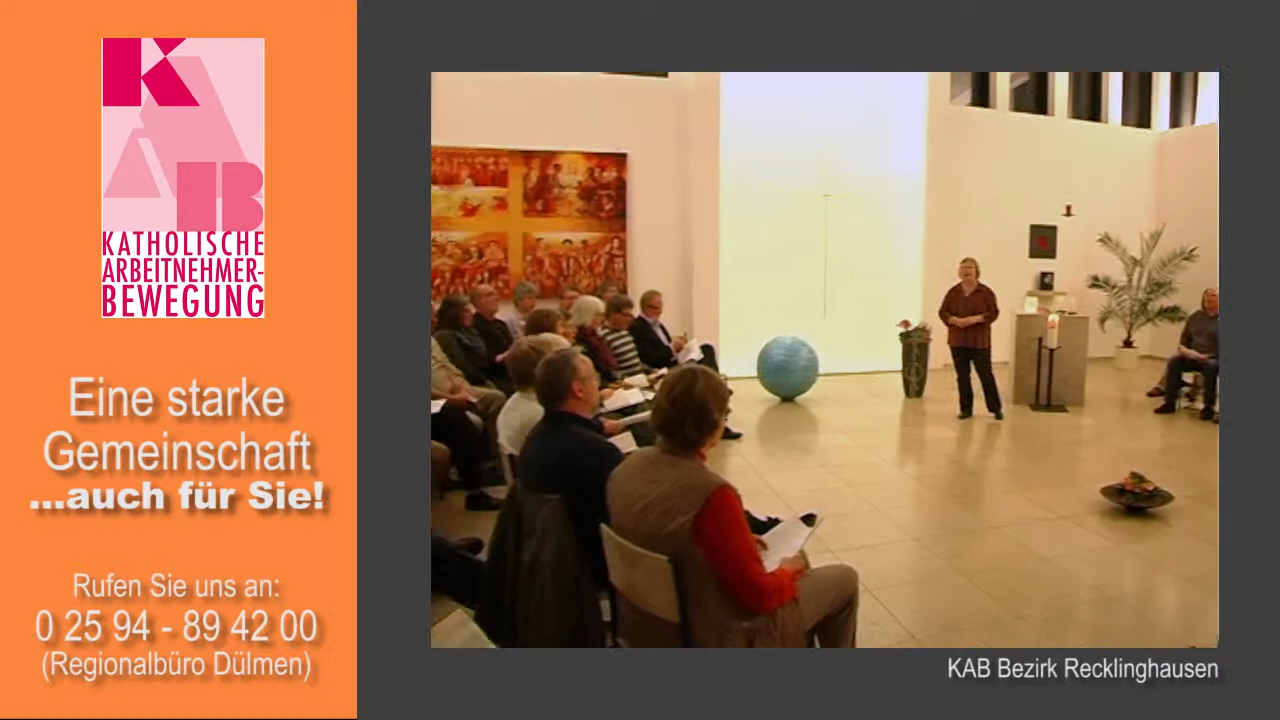 KAB
KATHOLISCHE
ARBEITNEHMER-
BEWEGUNG
Eine starke
Gemeinschaft
...auch für Sie!
Rufen Sie uns an:
0 25 94 - 89 42 00
(Regionalbüro Dülmen)
KAB Bezirk Recklinghausen